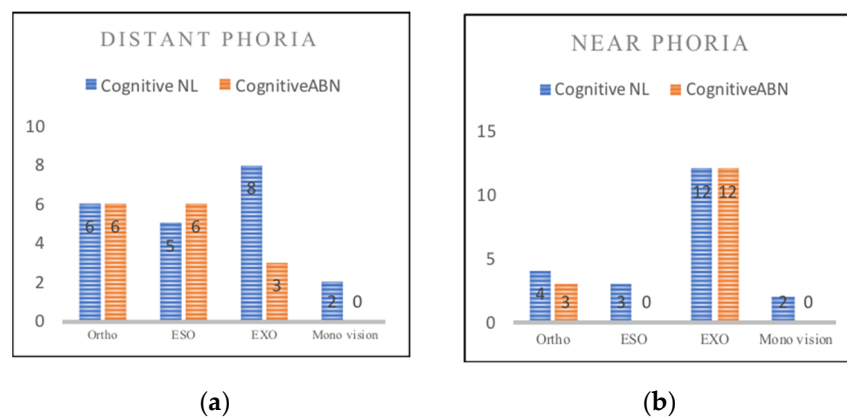 DISTANT PHORIA
Cognitive NL CognitiveABN
10
8
6
4
2
0
6 6 5 6 8 3 2 0
Ortho ESO EXO Mono vision
(a)
NEAR PHORIA
Cognitive NL CognitiveABN
15
10
5
0
4 3 3 0 12 12 2 0
Ortho ESO EXO Mono vision
(b)